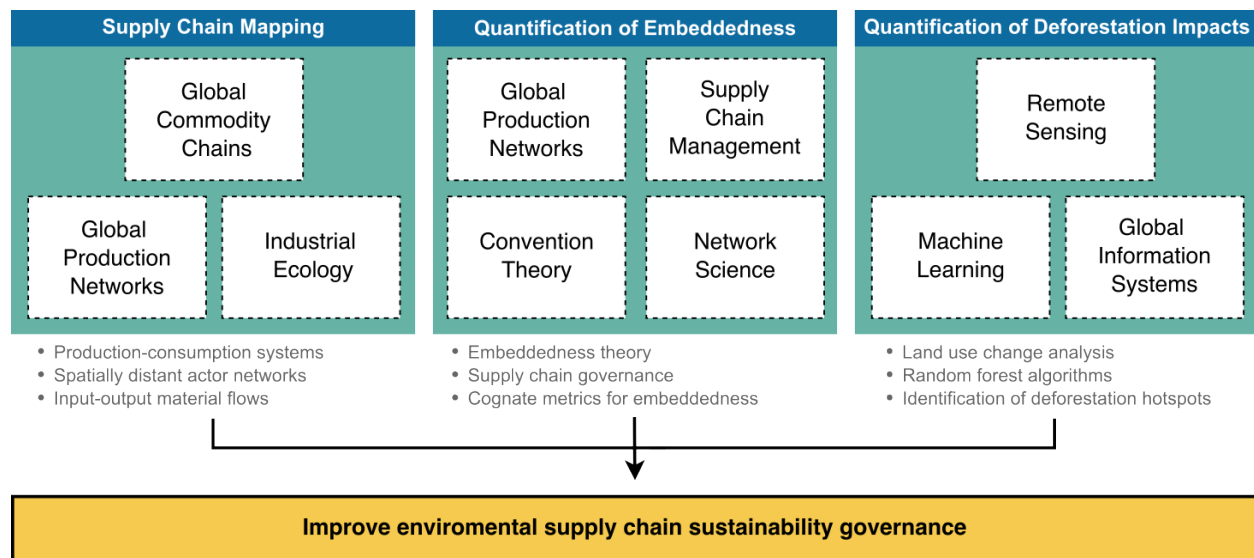 Supply Chain Mapping
Global
Commodity
Chains
Global
Production
Networks
Industrial
Ecology
• Production-consumption systems
• Spatially distant actor networks
• Input-output material flows
Quantification of Embeddedness
Global
Production
Networks
Supply
Chain
Management
Convention
Theory
Network
Science
• Embeddedness theory
• Supply chain governance
• Cognate metrics for embeddedness
Quantification of Deforestation Impacts
Remote
Sensing
Machine
Learning
Global
Information
Systems
• Land use change analysis
• Random forest algorithms
• Identification of deforestation hotspots
Improve enviromental supply chain sustainability governance